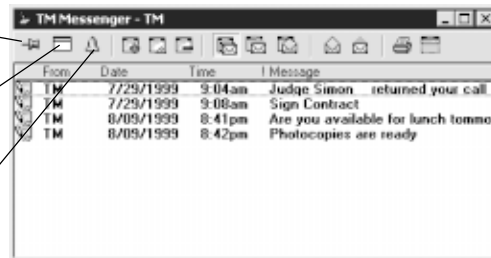 TM Messenger - TM
From Date Time ! Message
TM 7/29/1999 9:04am Judge Simon returned your call
TM 7/29/1999 9:08am Sign Contract
TM 8/09/1999 8:41pm Are you available for lunch tommo
TM 8/09/1999 8:42pm Photocopies are ready